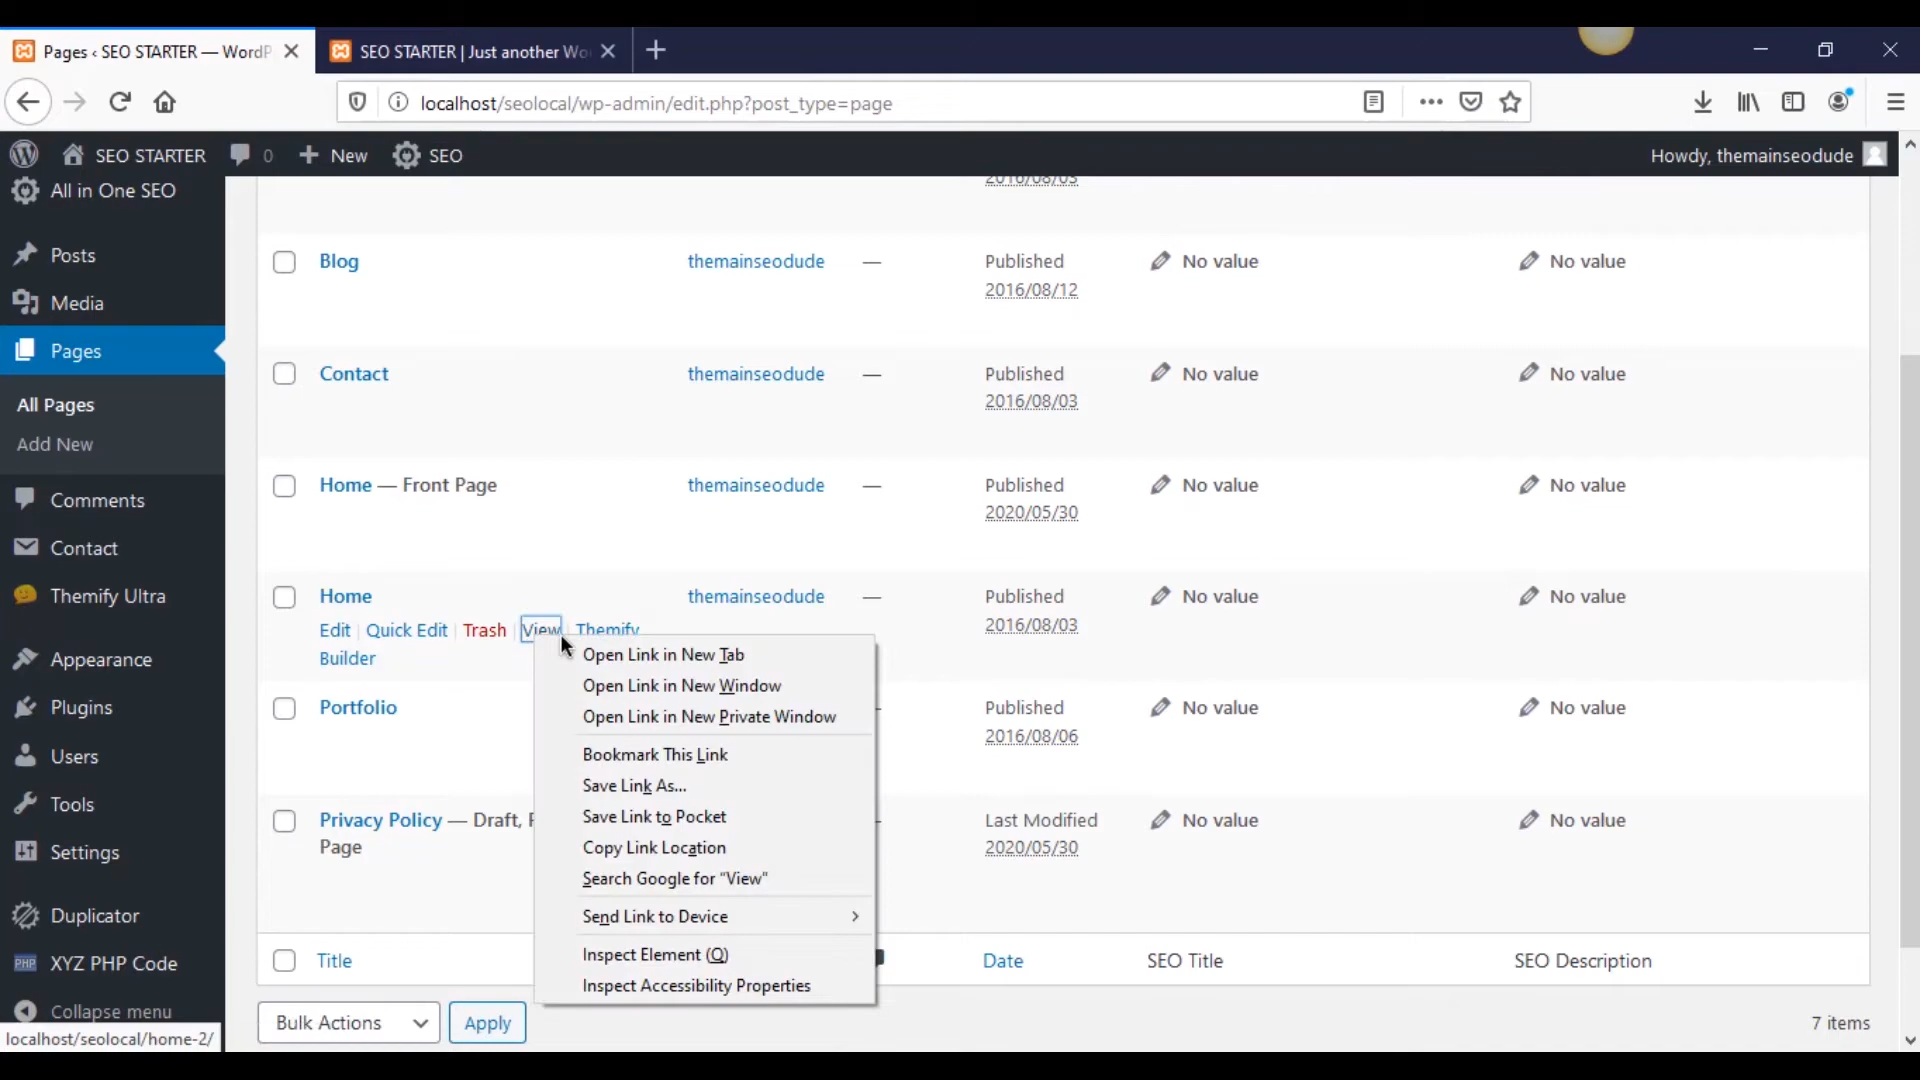 Pages ‹ SEO STARTER — WordP
SEO STARTER | Just another Wo
localhost/seolocal/wp-admin/edit.php?post_type=page
SEO STARTER
0
New
SEO
Howdy, themainseodude
All in One SEO
Posts
Media
Pages
All Pages
Add New
Comments
Contact
Themify Ultra
Appearance
Plugins
Users
Tools
Settings
Duplicator
PHP XYZ PHP Code
Collapse menu
localhost/seolocal/home-2/
2016/08/03
Blog themainseodude — Published No value No value
2016/08/12
Contact themainseodude — Published No value No value
2016/08/03
Home — Front Page themainseodude — Published No value No value
2020/05/30
Home themainseodude — Published No value No value
2016/08/03
Edit | Quick Edit | Trash | View | Themify
Builder
Portfolio Published No value No value
2016/08/06
Privacy Policy — Draft, Last Modified No value No value
Page 2020/05/30
Open Link in New Tab
Open Link in New Window
Open Link in New Private Window
Bookmark This Link
Save Link As...
Save Link to Pocket
Copy Link Location
Search Google for “View”
Send Link to Device
Inspect Element (Q)
Inspect Accessibility Properties
Title Date SEO Title SEO Description
Bulk Actions Apply 7 items